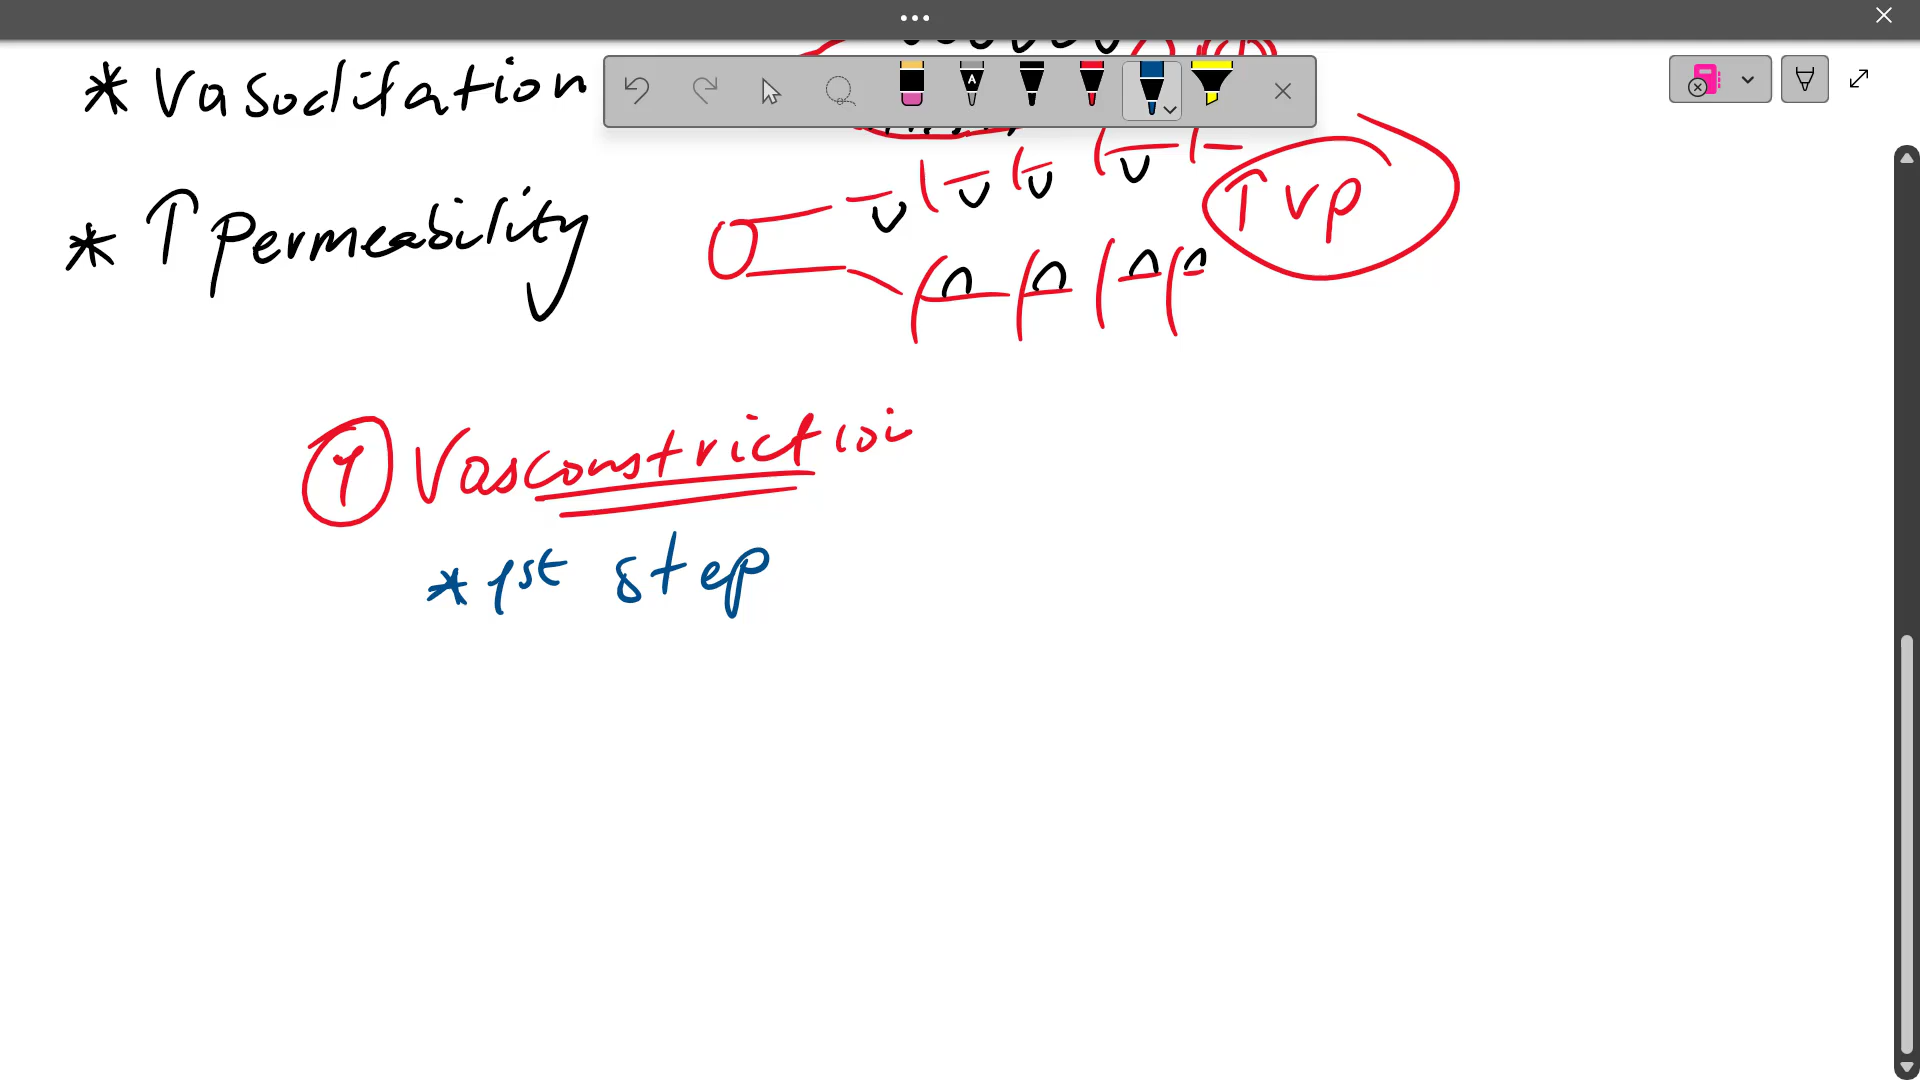 * Vasodilation
* ↑ Permeability
↑ VP
1 Vasconstriction
* 1st step